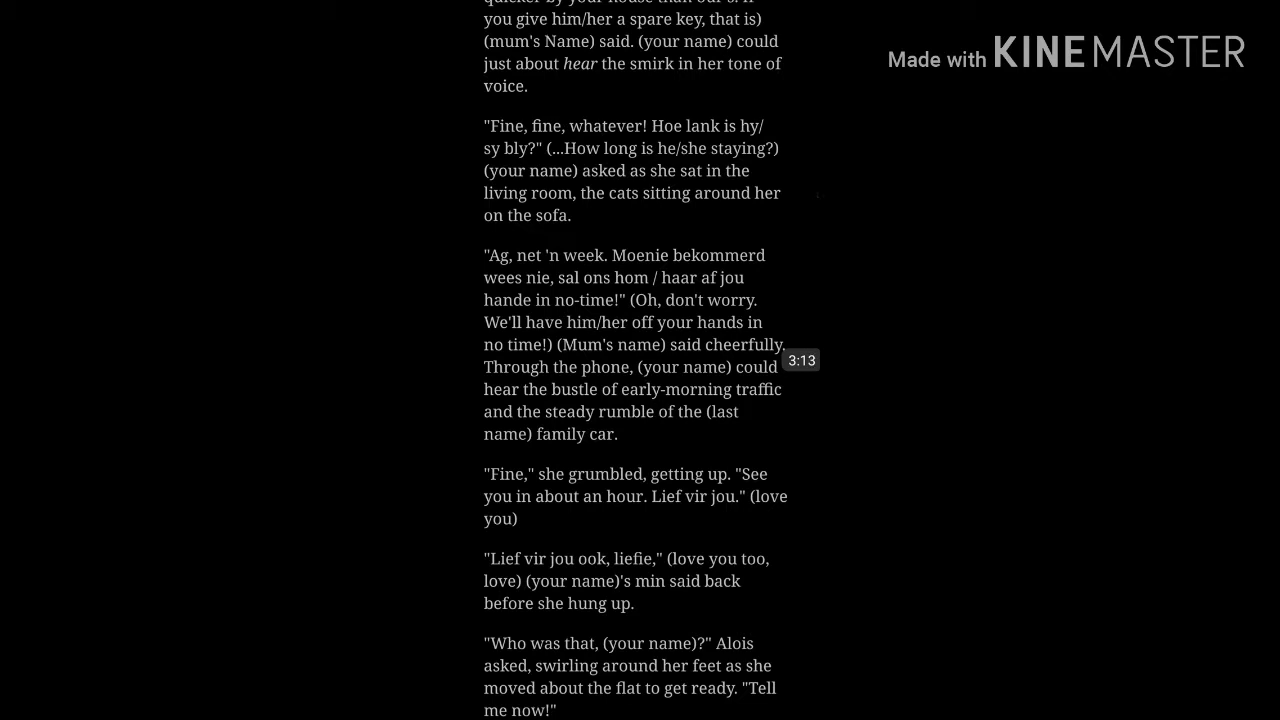 quicker by your house than our's. If
you give him/her a spare key, that is)
(mum's Name) said. (your name) could
just about hear the smirk in her tone of
voice.
Made with KINEMASTER
"Fine, fine, whatever! Hoe lank is hy/
sy bly?" (...How long is he/she staying?)
(your name) asked as she sat in the
living room, the cats sitting around her
on the sofa.
"Ag, net 'n week. Moenie bekommerd
wees nie, sal ons hom / haar af jou
hande in no-time!" (Oh, don't worry.
We'll have him/her off your hands in
no time!) (Mum's name) said cheerfully.
3:13
Through the phone, (your name) could
hear the bustle of early-morning traffic
and the steady rumble of the (last
name) family car.
"Fine," she grumbled, getting up. "See
you in about an hour. Lief vir jou." (love
you)
"Lief vir jou ook, liefie," (love you too,
love) (your name)'s min said back
before she hung up.
"Who was that, (your name)?" Alois
asked, swirling around her feet as she
moved about the flat to get ready. "Tell
me now!"